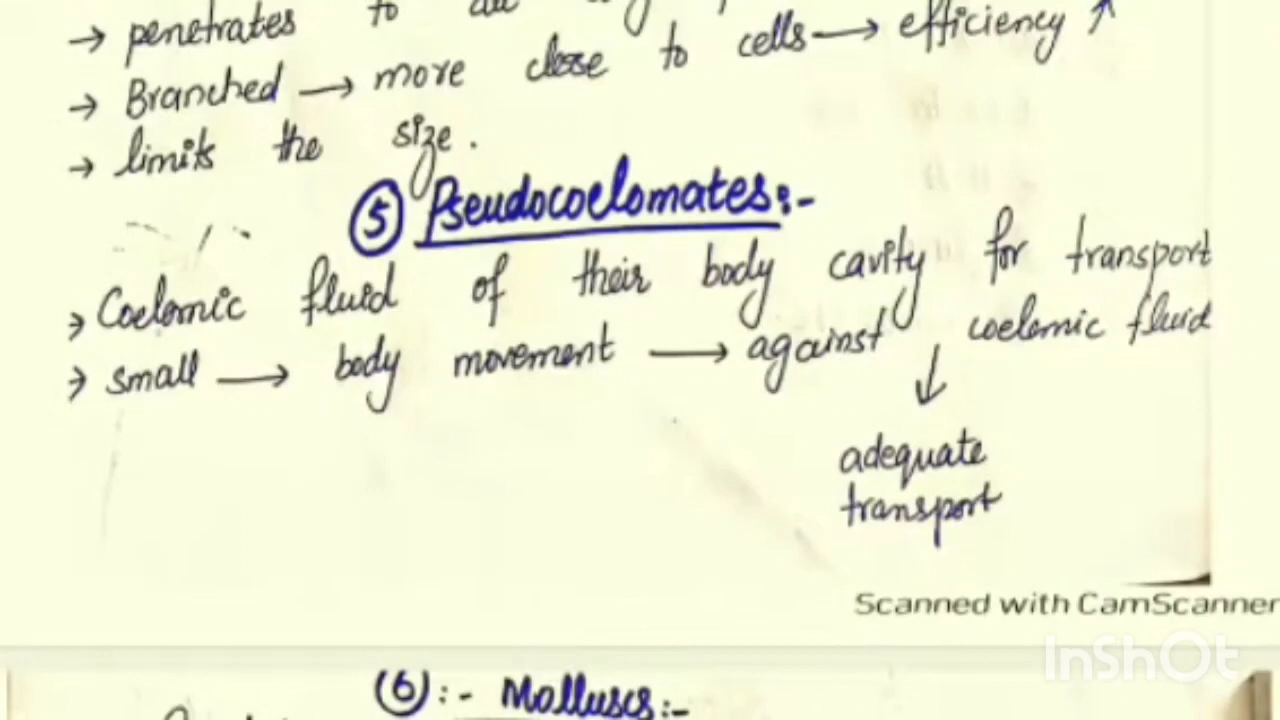 → penetrates to
→ Branched → more close to cells → efficiency ↑
→ limits the size.
⑤ Pseudocoelomates:-
→ Coelomic fluid of their body cavity for transport
→ small → body movement → against coelomic fluid
↓
adequate
transport
Scanned with CamScanner
InShOt
(6):- Molluscs:-